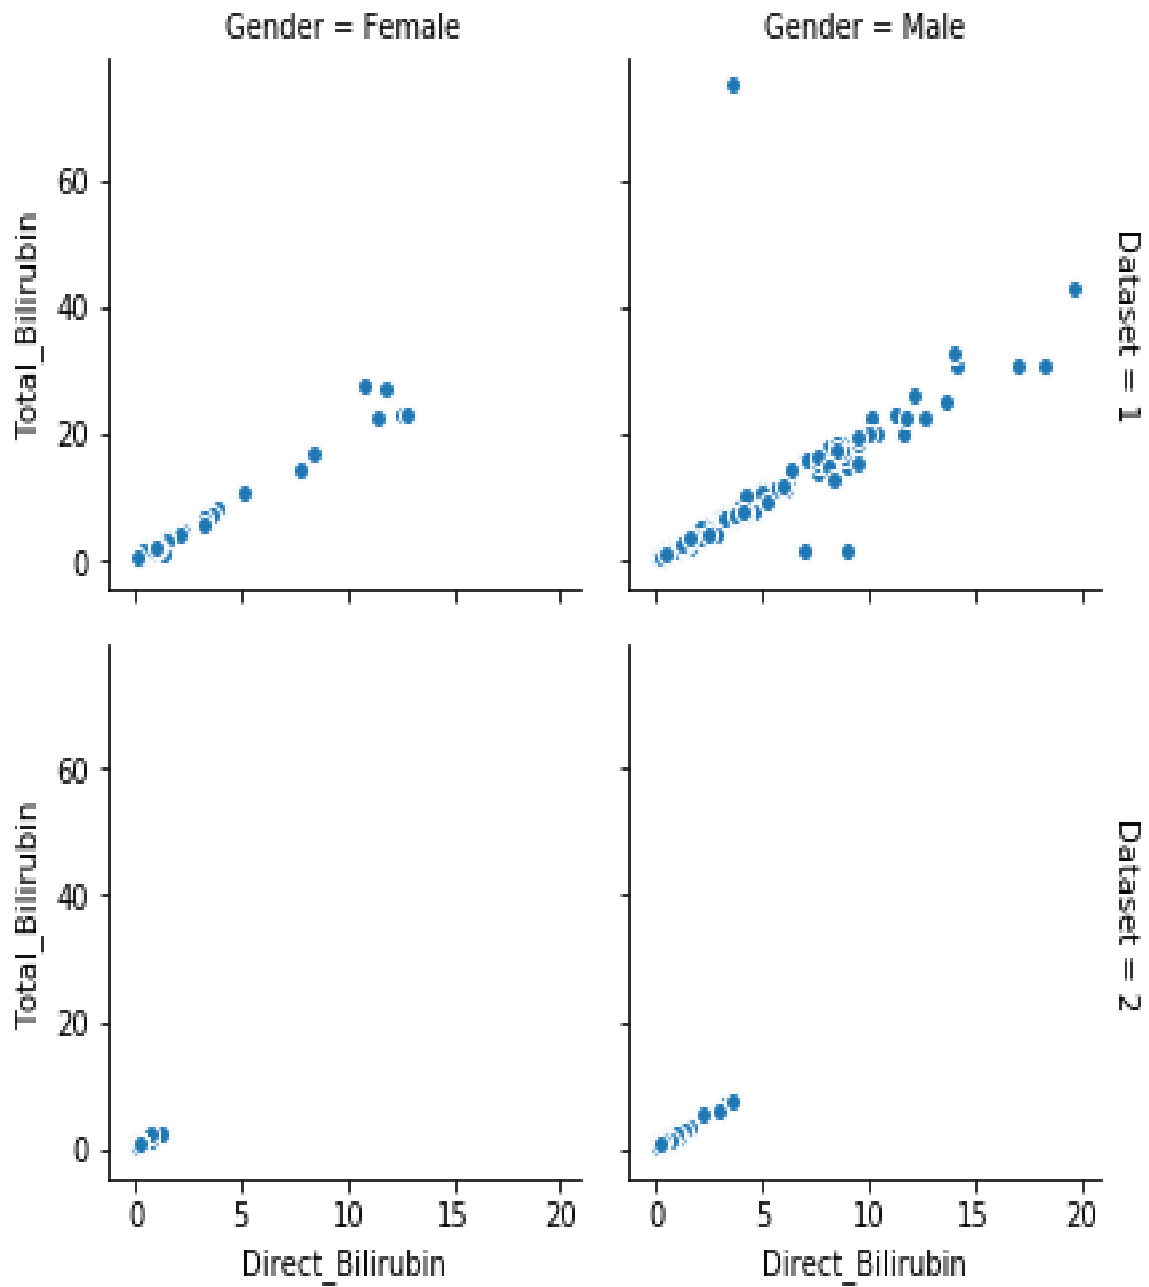 Gender = Female
Gender = Male
Total_Bilirubin
60
40
20
0
Dataset = 1
Total_Bilirubin
60
40
20
0
Dataset = 2
0 5 10 15 20
0 5 10 15 20
Direct_Bilirubin
Direct_Bilirubin